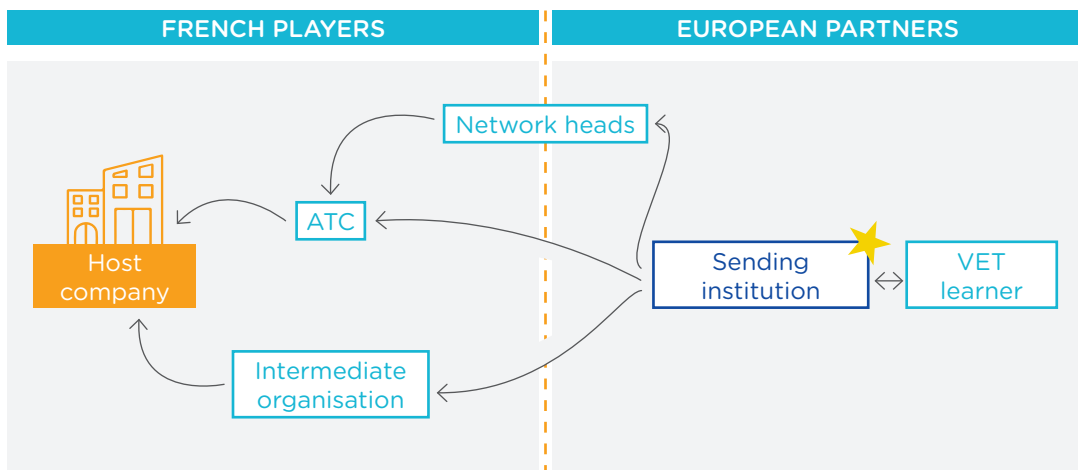 FRENCH PLAYERS
EUROPEAN PARTNERS
Network heads
ATC
Host
company
Sending
institution
VET
learner
Intermediate
organisation